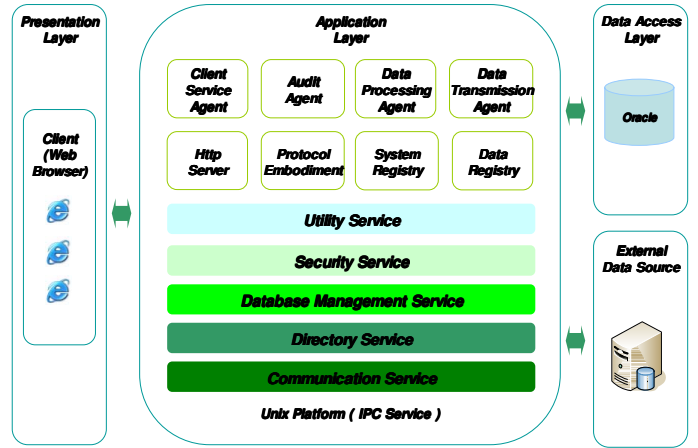 Presentation
Layer
Client
(Web
Browser)
Application
Layer
Client
Service
Agent
Audit
Agent
Data
Processing
Agent
Data
Transmission
Agent
Http
Server
Protocol
Embodiment
System
Registry
Data
Registry
Utility Service
Security Service
Database Management Service
Directory Service
Communication Service
Unix Platform ( IPC Service )
Data Access
Layer
Oracle
External
Data Source